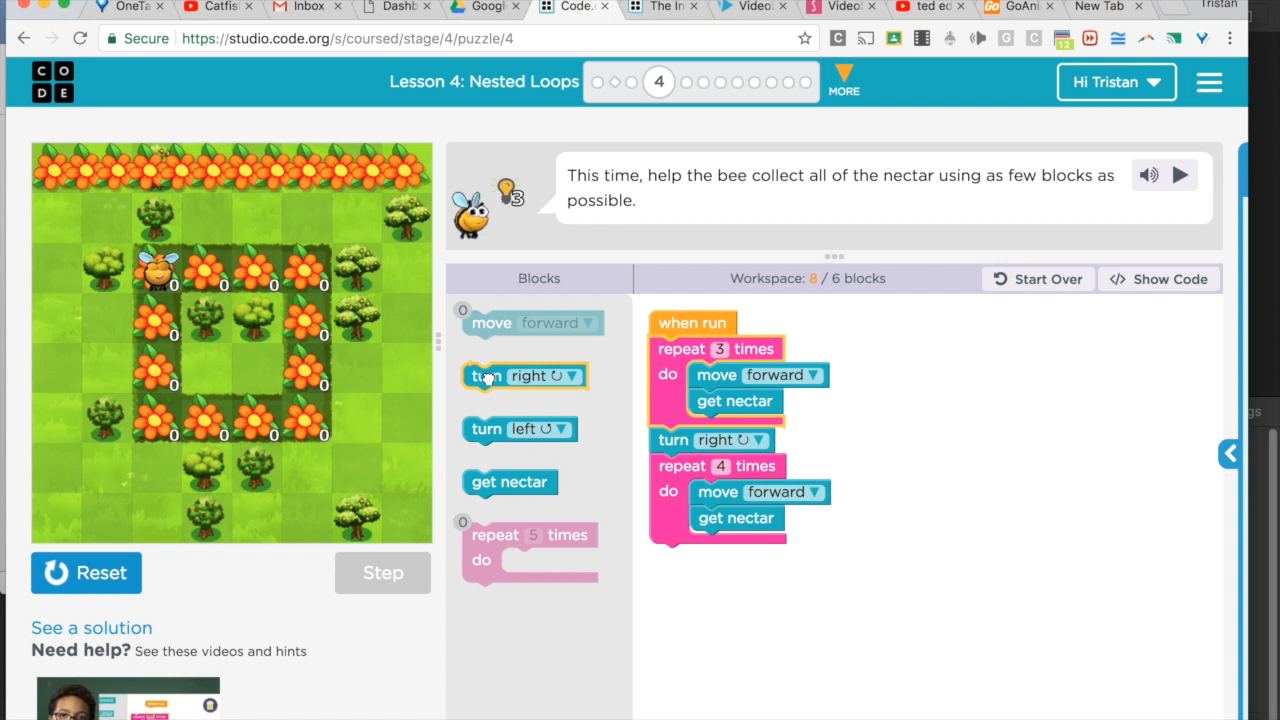 OneTa
Catfis
Inbox
Dashb
Googl
Code.c
The In
Video!
Video!
ted ed
GoAni
New Tab
Tristan
Secure
https://studio.code.org/s/coursed/stage/4/puzzle/4
12
C O
D E
Lesson 4: Nested Loops
4
MORE
Hi Tristan
3
This time, help the bee collect all of the nectar using as few blocks as
possible.
Blocks
Workspace: 8 / 6 blocks
Start Over
</> Show Code
0 0 0 0
0 0
0 0
0 0 0 0
0
move forward
turn right
turn left
get nectar
0
repeat 5 times
do
when run
repeat 3 times
do move forward
get nectar
turn right
repeat 4 times
do move forward
get nectar
Reset
Step
See a solution
Need help? See these videos and hints
gs